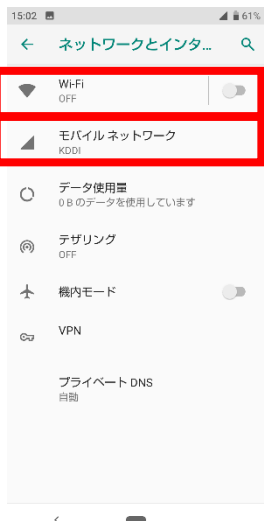 15:02 61%
ネットワークとインタ...
Wi-Fi
OFF
モバイル ネットワーク
KDDI
データ使用量
0 B のデータを使用しています
テザリング
OFF
機内モード
VPN
プライベート DNS
自動